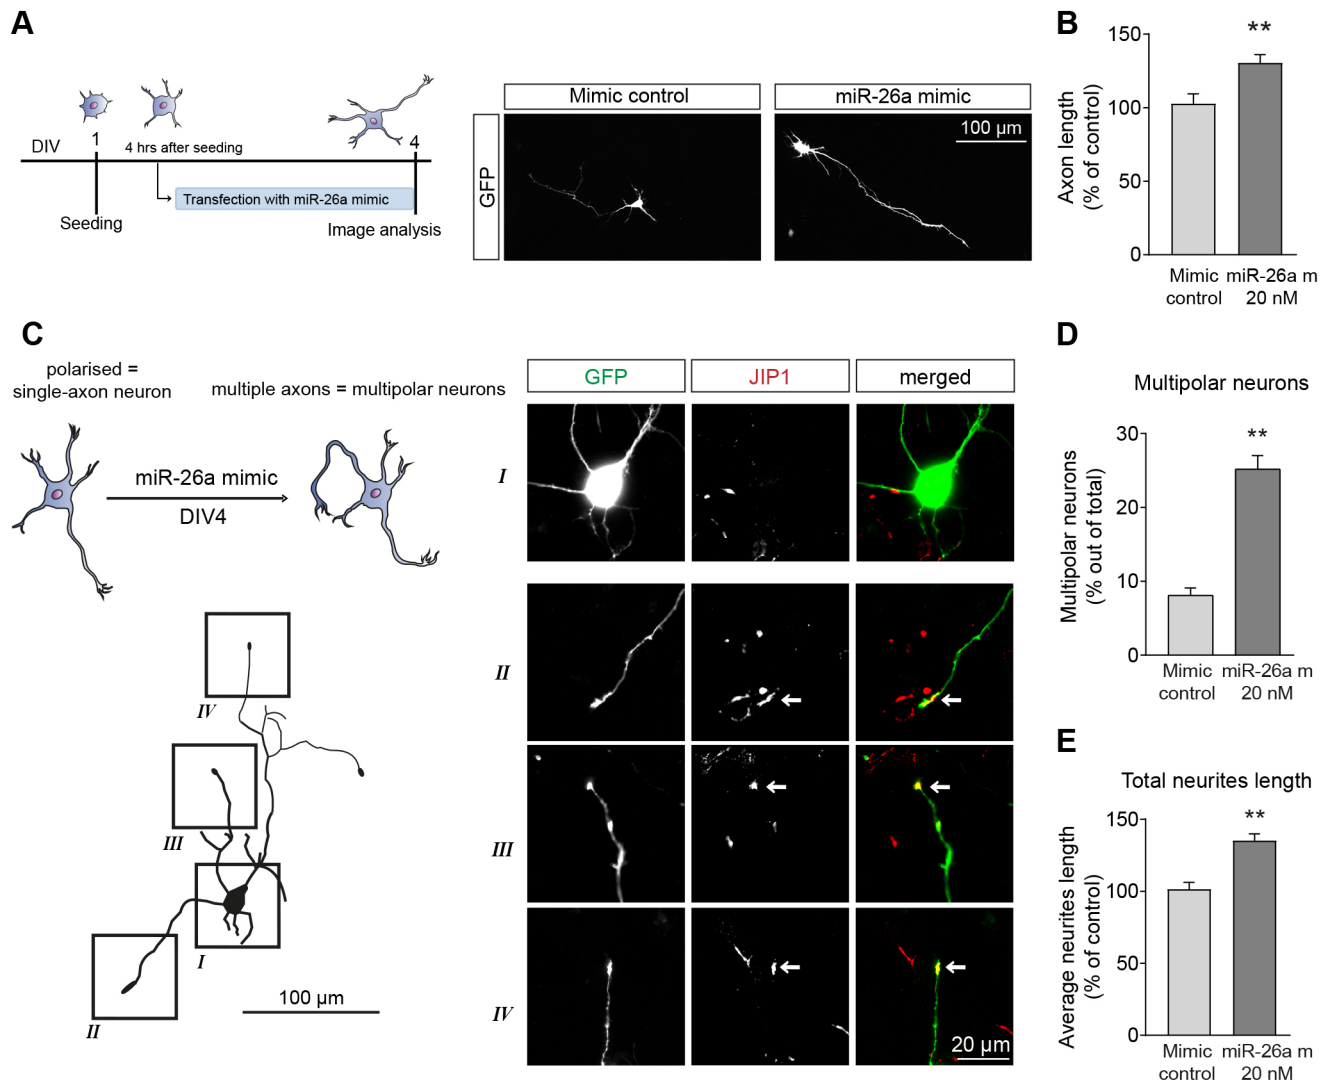 A
DIV
1
4 hrs after seeding
4
Transfection with miR-26a mimic
Seeding
Image analysis
Mimic control
miR-26a mimic
GFP
100 µm
B
150
100
50
0
Axon length
(% of control)
**
Mimic
control
miR-26a m
20 nM
C
polarised =
single-axon neuron
multiple axons = multipolar neurons
miR-26a mimic
DIV4
IV
III
I
II
100 µm
GFP
JIP1
merged
I
II
III
IV
20 µm
D
Multipolar neurons
30
20
10
0
Multipolar neurons
(% out of total)
**
Mimic
control
miR-26a m
20 nM
E
Total neurites length
150
100
50
0
Average neurites length
(% of control)
**
Mimic
control
miR-26a m
20 nM